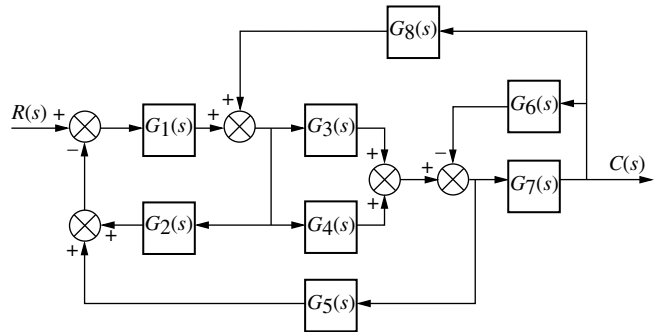 G8(s)
R(s)
+
+
+
G1(s)
G3(s)
G6(s)
−
−
+
+
G7(s)
C(s)
+
+
+
G2(s)
G4(s)
G5(s)